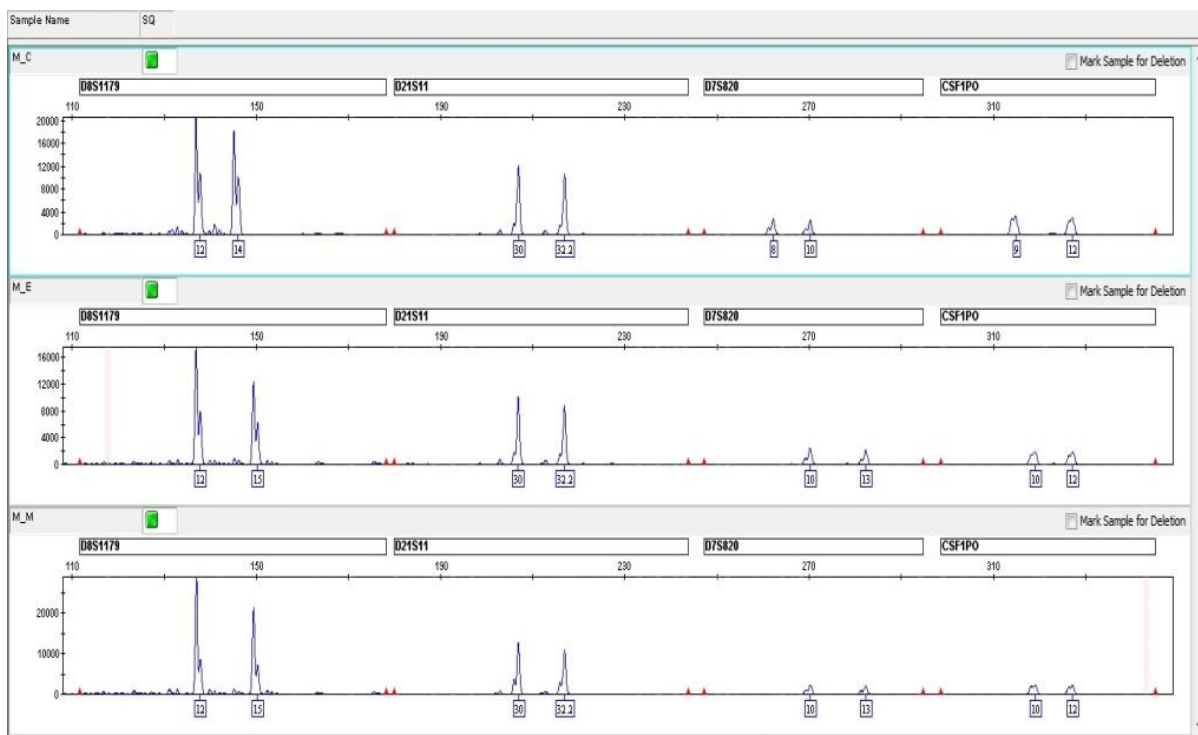 Sample Name SQ
M_C Mark Sample for Deletion
D8S1179 D21S11 D7S820 CSF1PO
110 150 190 230 270 310
20000
16000
12000
8000
4000
0
12 14 30 32.2 8 10 9 12
M_E Mark Sample for Deletion
D8S1179 D21S11 D7S820 CSF1PO
110 150 190 230 270 310
16000
12000
8000
4000
0
12 15 30 32.2 10 13 10 12
M_M Mark Sample for Deletion
D8S1179 D21S11 D7S820 CSF1PO
110 150 190 230 270 310
20000
10000
0
12 15 30 32.2 10 13 10 12